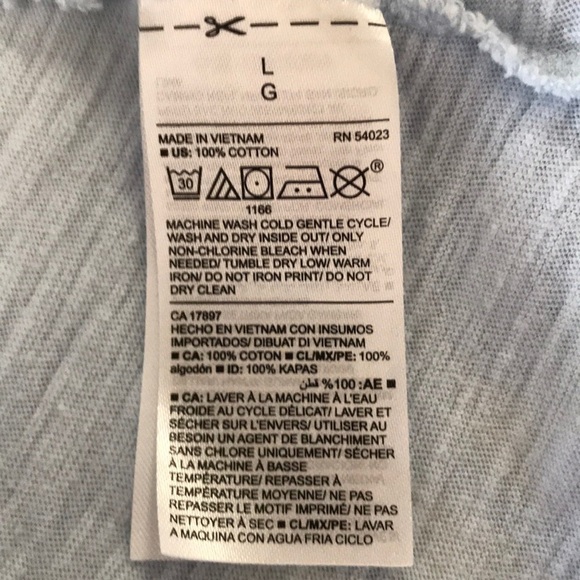 L
G
MADE IN VIETNAM RN 54023
■ US: 100% COTTON
30 ®
1166
MACHINE WASH COLD GENTLE CYCLE/
WASH AND DRY INSIDE OUT/ ONLY
NON-CHLORINE BLEACH WHEN
NEEDED/ TUMBLE DRY LOW/ WARM
IRON/ DO NOT IRON PRINT/ DO NOT
DRY CLEAN
CA 17897
HECHO EN VIETNAM CON INSUMOS
IMPORTADOS/ DIBUAT DI VIETNAM
■ CA: 100% COTON ■ CL/MX/PE: 100%
algodón ■ ID: 100% KAPAS
■ AE: 100% كتان
■ CA: LAVER À LA MACHINE À L'EAU
FROIDE AU CYCLE DÉLICAT/ LAVER ET
SÉCHER SUR L'ENVERS/ UTILISER AU
BESOIN UN AGENT DE BLANCHIMENT
SANS CHLORE UNIQUEMENT/ SÉCHER
À LA MACHINE À BASSE
TEMPÉRATURE/ REPASSER À
TEMPÉRATURE MOYENNE/ NE PAS
REPASSER LE MOTIF IMPRIMÉ/ NE PAS
NETTOYER À SEC ■ CL/MX/PE: LAVAR
A MAQUINA CON AGUA FRIA CICLO